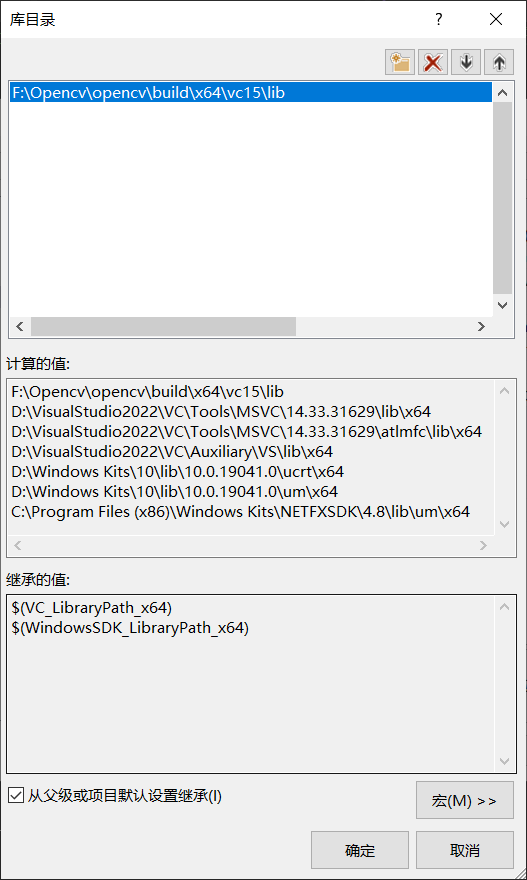 库目录
?
F:\Opencv\opencv\build\x64\vc15\lib
计算的值:
F:\Opencv\opencv\build\x64\vc15\lib
D:\VisualStudio2022\VC\Tools\MSVC\14.33.31629\lib\x64
D:\VisualStudio2022\VC\Tools\MSVC\14.33.31629\atlmfc\lib\x64
D:\VisualStudio2022\VC\Auxiliary\VS\lib\x64
D:\Windows Kits\10\lib\10.0.19041.0\ucrt\x64
D:\Windows Kits\10\lib\10.0.19041.0\um\x64
C:\Program Files (x86)\Windows Kits\NETFXSDK\4.8\lib\um\x64
继承的值:
$(VC_LibraryPath_x64)
$(WindowsSDK_LibraryPath_x64)
从父级或项目默认设置继承(I)
宏(M) >>
确定
取消